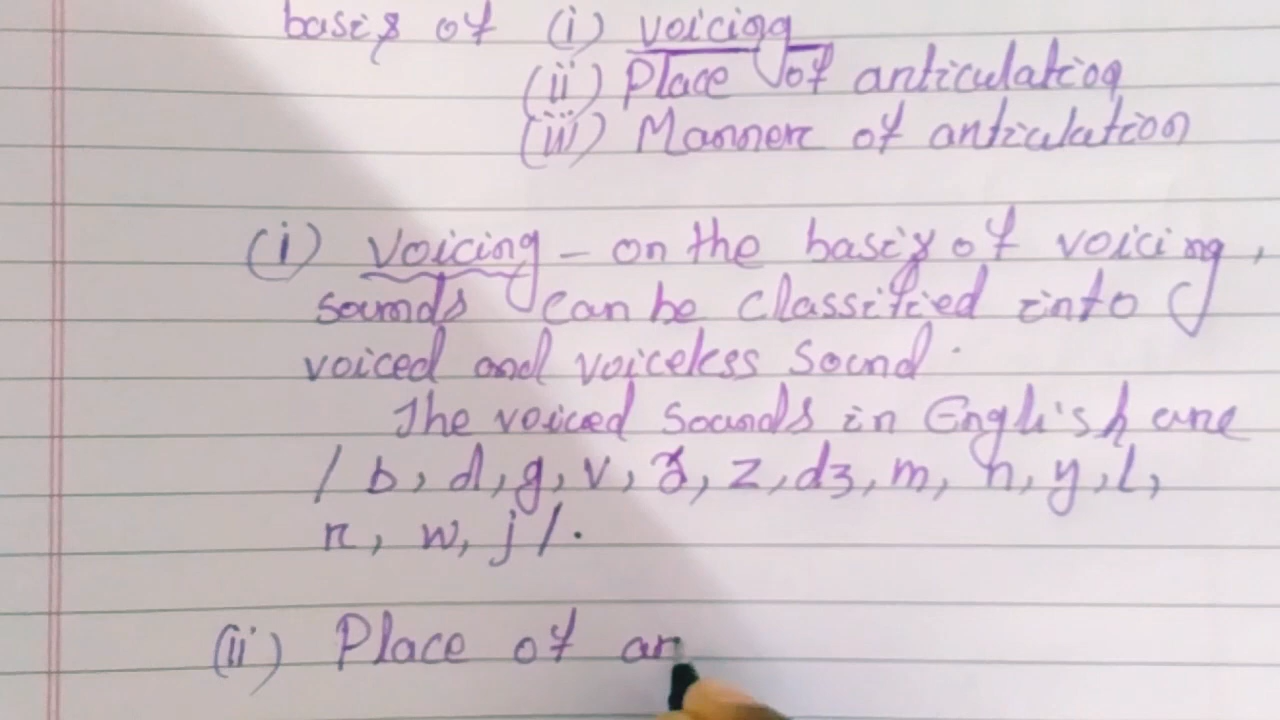 basis of (i) voicing
(ii) Place of articulation
(iii) Manner of articulation
(i) Voicing - on the basis of voicing,
sounds can be classified into
voiced and voiceless sound.
The voiced sounds in English are
/ b, d, g, v, ð, z, dʒ, m, n, y, l,
r, w, j /.
(ii) Place of ar